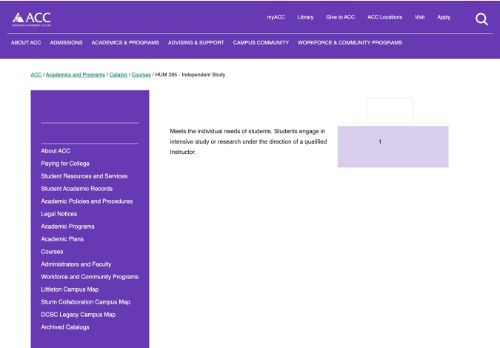 ACC
myACC Library Give to ACC ACC Locations Visit Apply
ABOUT ACC ADMISSIONS ACADEMICS & PROGRAMS ADVISING & SUPPORT CAMPUS COMMUNITY WORKFORCE & COMMUNITY PROGRAMS
ACC / Academics and Programs / Catalog / Courses / HUM 285 - Independent Study
About ACC
Paying for College
Student Resources and Services
Student Academic Records
Academic Policies and Procedures
Legal Notices
Academic Programs
Academic Plans
Courses
Administrators and Faculty
Workforce and Community Programs
Littleton Campus Map
Sturm Collaboration Campus Map
DCSC Legacy Campus Map
Archived Catalogs
Meets the individual needs of students. Students engage in
intensive study or research under the direction of a qualified
Instructor.
1